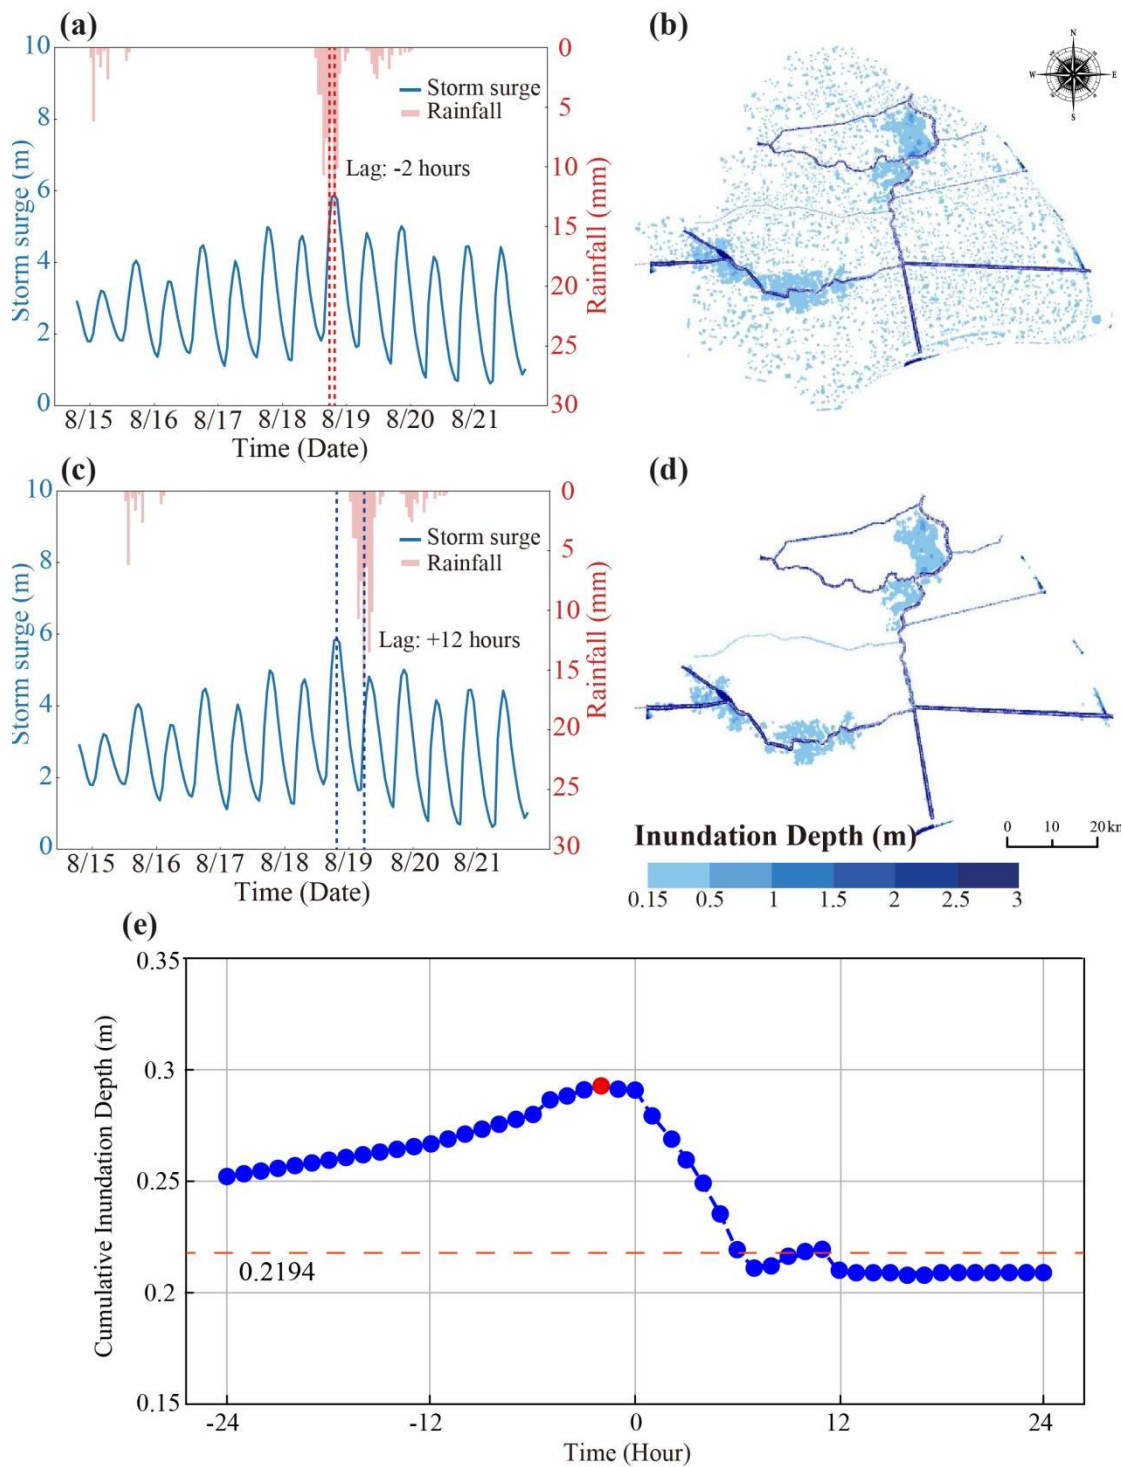 (a)
10
8
6
4
2
0
Storm surge (m)
Storm surge
Rainfall
Lag: -2 hours
0
5
10
15
20
25
30
Rainfall (mm)
8/15 8/16 8/17 8/18 8/19 8/20 8/21
Time (Date)
(b)
N
W E
S
(c)
10
8
6
4
2
0
Storm surge (m)
Storm surge
Rainfall
Lag: +12 hours
0
5
10
15
20
25
30
Rainfall (mm)
8/15 8/16 8/17 8/18 8/19 8/20 8/21
Time (Date)
(d)
0 10 20 km
Inundation Depth (m)
0.15 0.5 1 1.5 2 2.5 3
(e)
0.35
0.3
0.25
0.2
0.15
Cumulative Inundation Depth (m)
0.2194
-24 -12 0 12 24
Time (Hour)